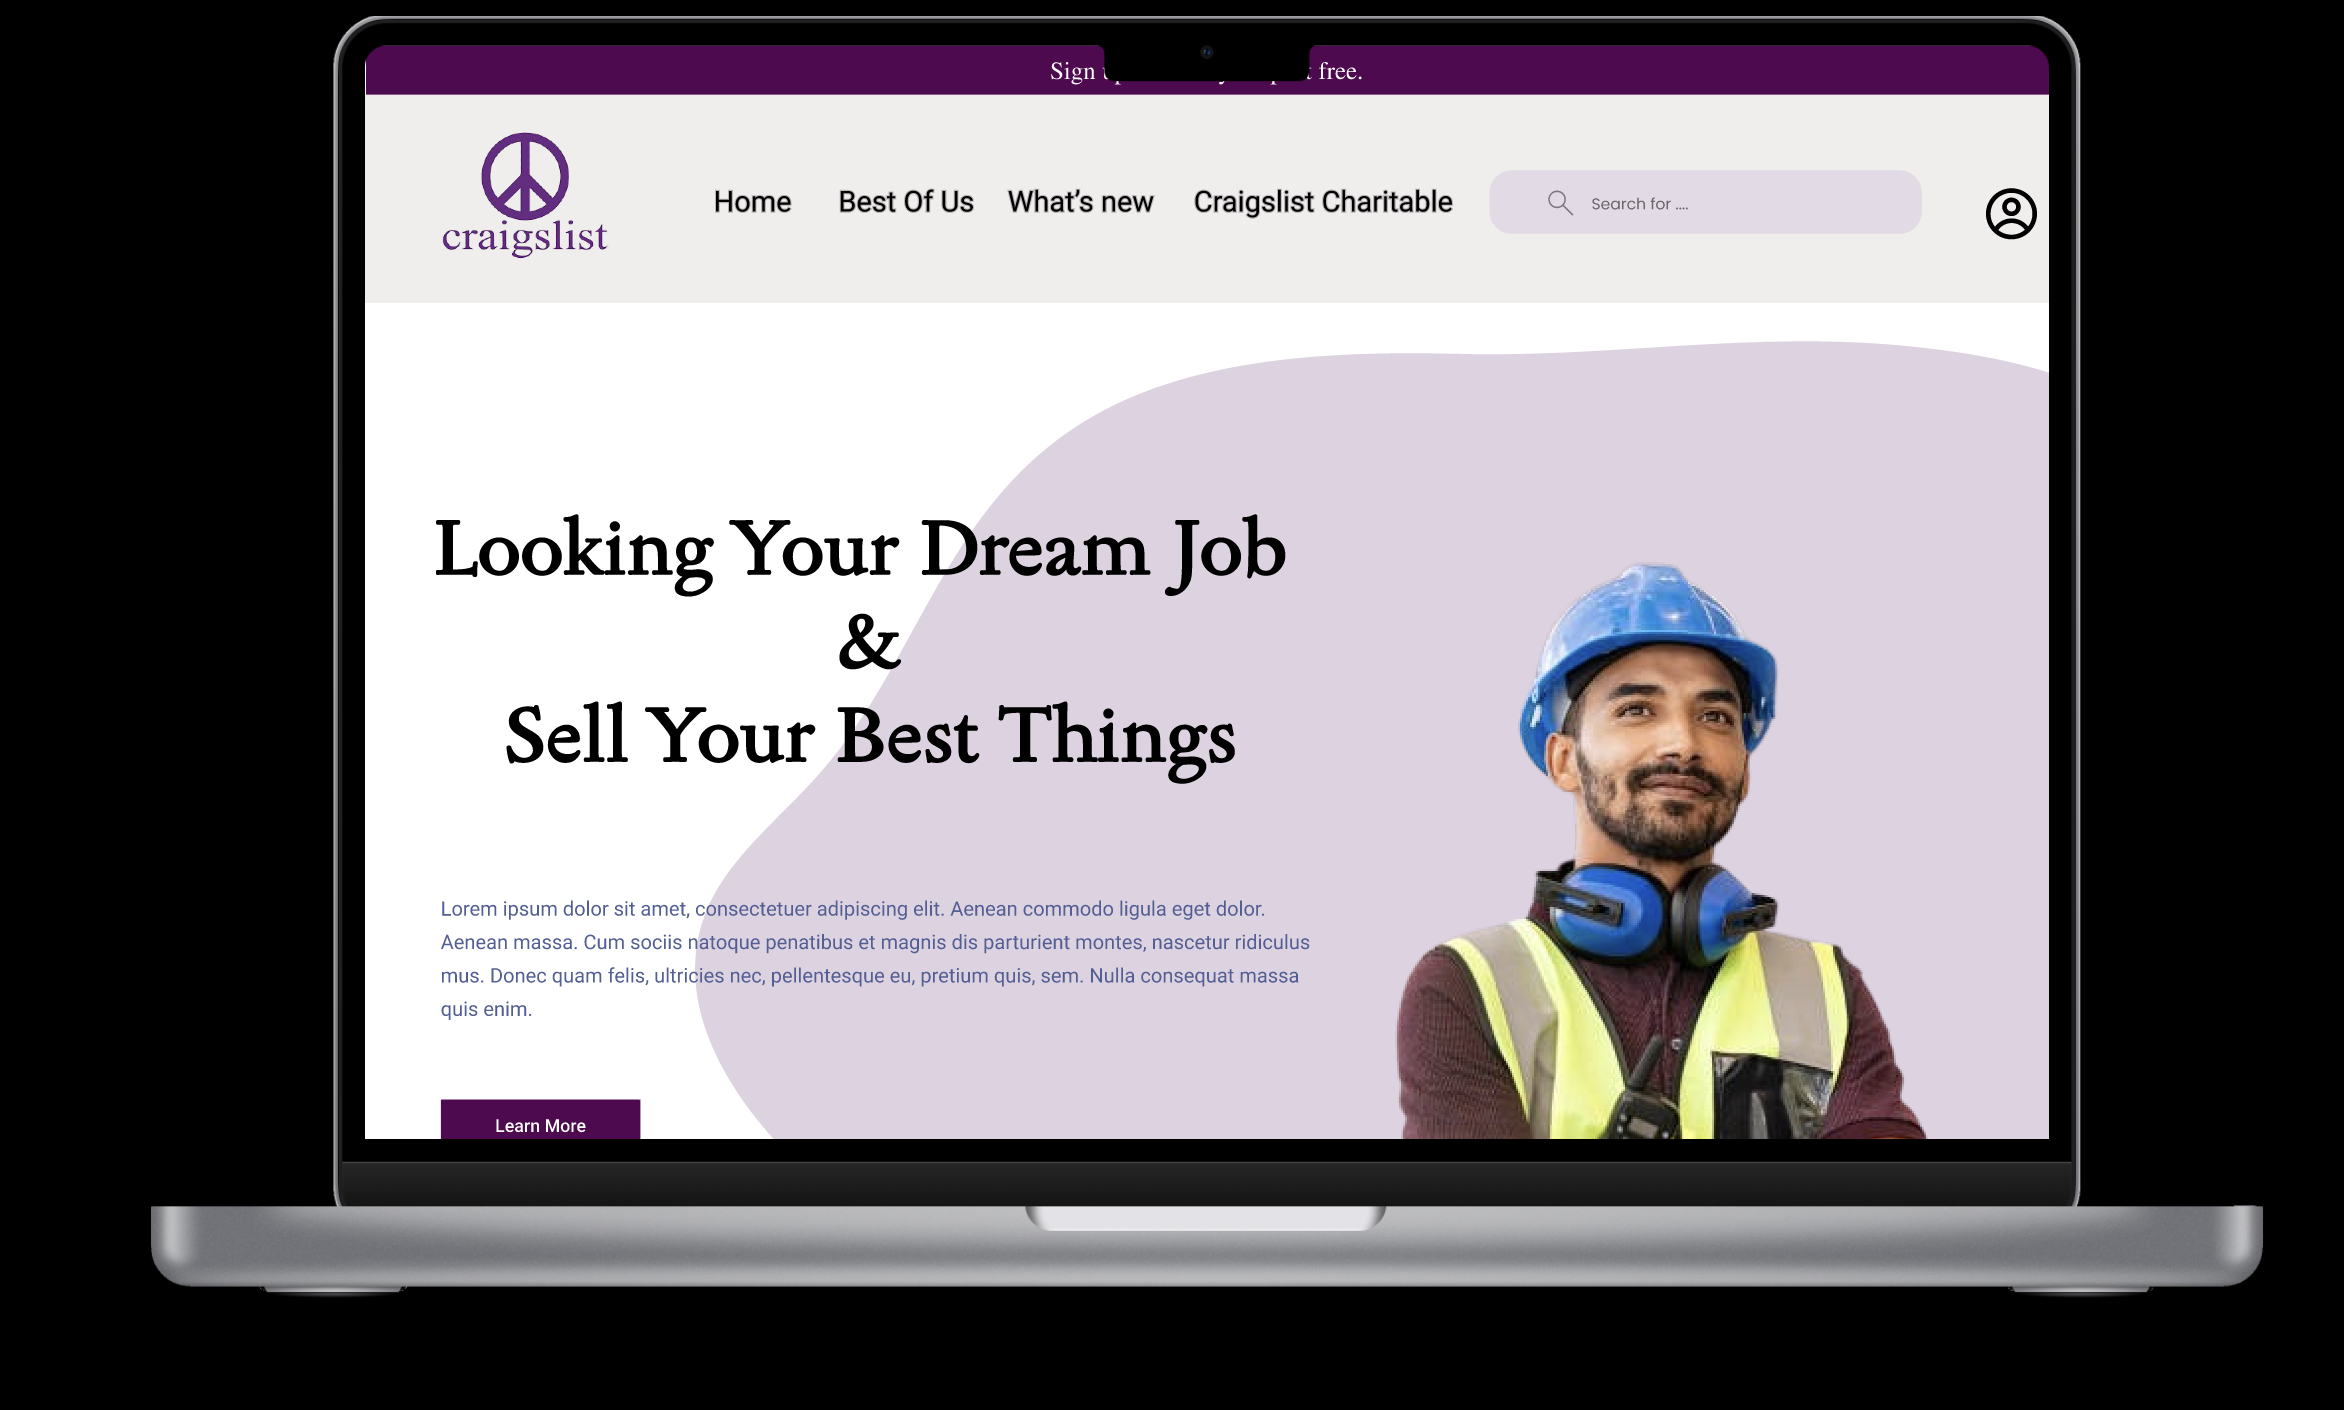 Sign free.
craigslist
Home Best Of Us What's new Craigslist Charitable Search for ....
Looking Your Dream Job
&
Sell Your Best Things
Lorem ipsum dolor sit amet, consectetuer adipiscing elit. Aenean commodo ligula eget dolor.
Aenean massa. Cum sociis natoque penatibus et magnis dis parturient montes, nascetur ridiculus
mus. Donec quam felis, ultricies nec, pellentesque eu, pretium quis, sem. Nulla consequat massa
quis enim.
Learn More